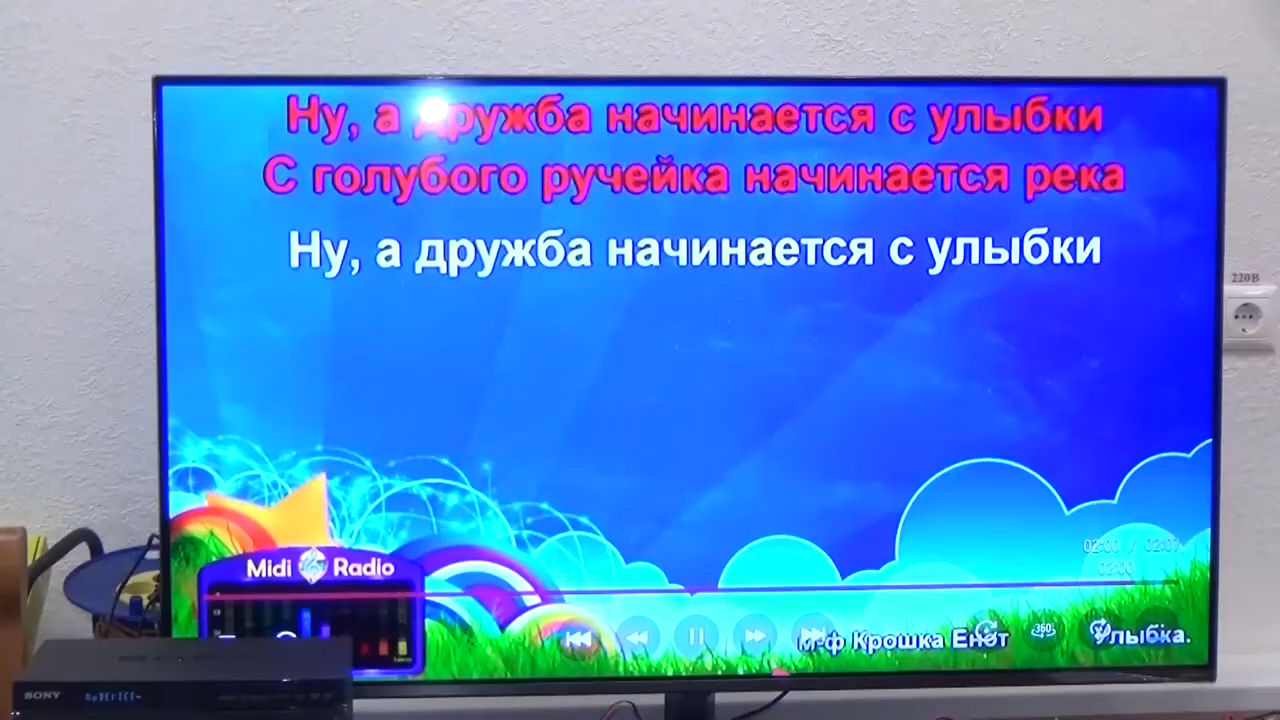 Ну, а дружба начинается с улыбки
С голубого ручейка начинается река
Ну, а дружба начинается с улыбки
220В
02:00 / 02:07
02:00
Midi Radio
360
м-ф Крошка Енот
Улыбка.
SONY